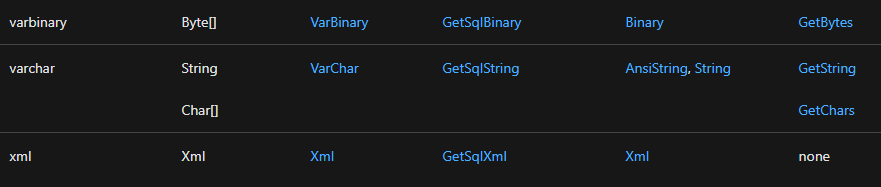 varbinary Byte[] VarBinary GetSqlBinary Binary GetBytes
varchar String VarChar GetSqlString AnsiString, String GetString
Char[] GetChars
xml Xml Xml GetSqlXml Xml none